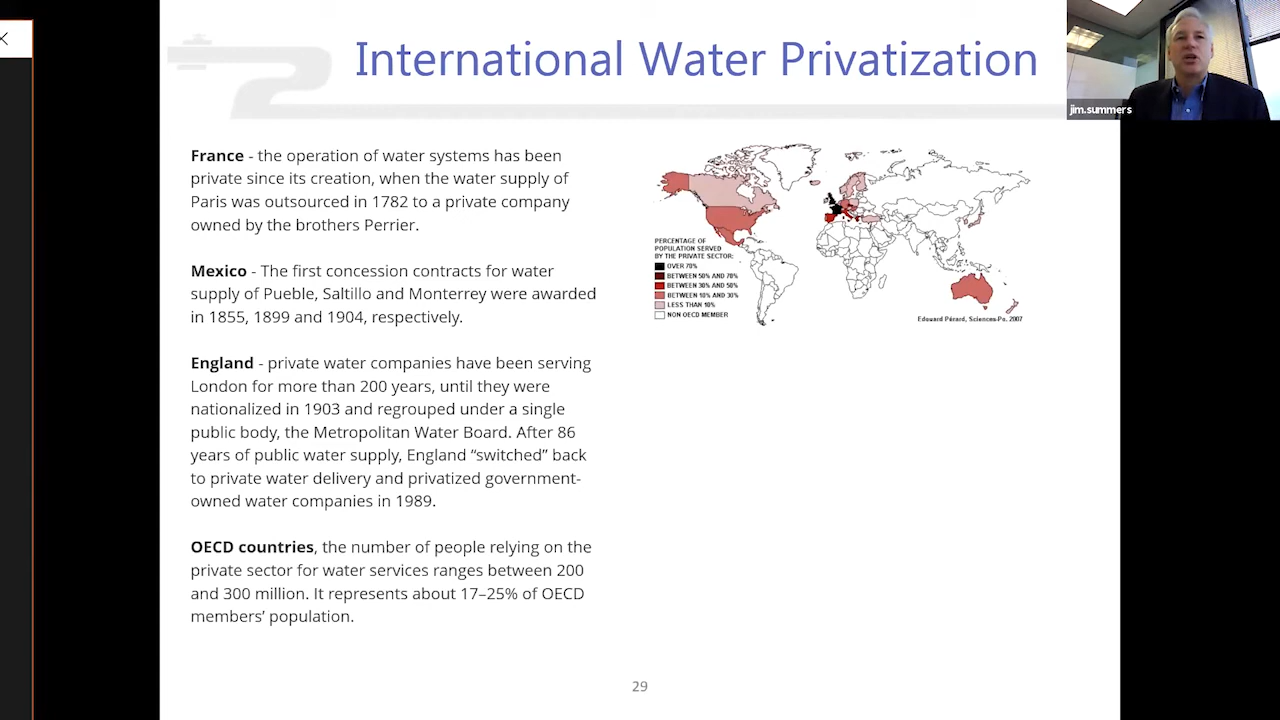 International Water Privatization
jim.summers
France - the operation of water systems has been
private since its creation, when the water supply of
Paris was outsourced in 1782 to a private company
owned by the brothers Perrier.
Mexico - The first concession contracts for water
supply of Pueble, Saltillo and Monterrey were awarded
in 1855, 1899 and 1904, respectively.
England - private water companies have been serving
London for more than 200 years, until they were
nationalized in 1903 and regrouped under a single
public body, the Metropolitan Water Board. After 86
years of public water supply, England “switched” back
to private water delivery and privatized government-
owned water companies in 1989.
OECD countries, the number of people relying on the
private sector for water services ranges between 200
and 300 million. It represents about 17–25% of OECD
members’ population.
PERCENTAGE OF
POPULATION SERVED
BY THE PRIVATE SECTOR:
OVER 70%
BETWEEN 50% AND 70%
BETWEEN 30% AND 50%
BETWEEN 10% AND 30%
LESS THAN 10%
NON OECD MEMBER
Edouard Pérard, Sciences-Po. 2007
29